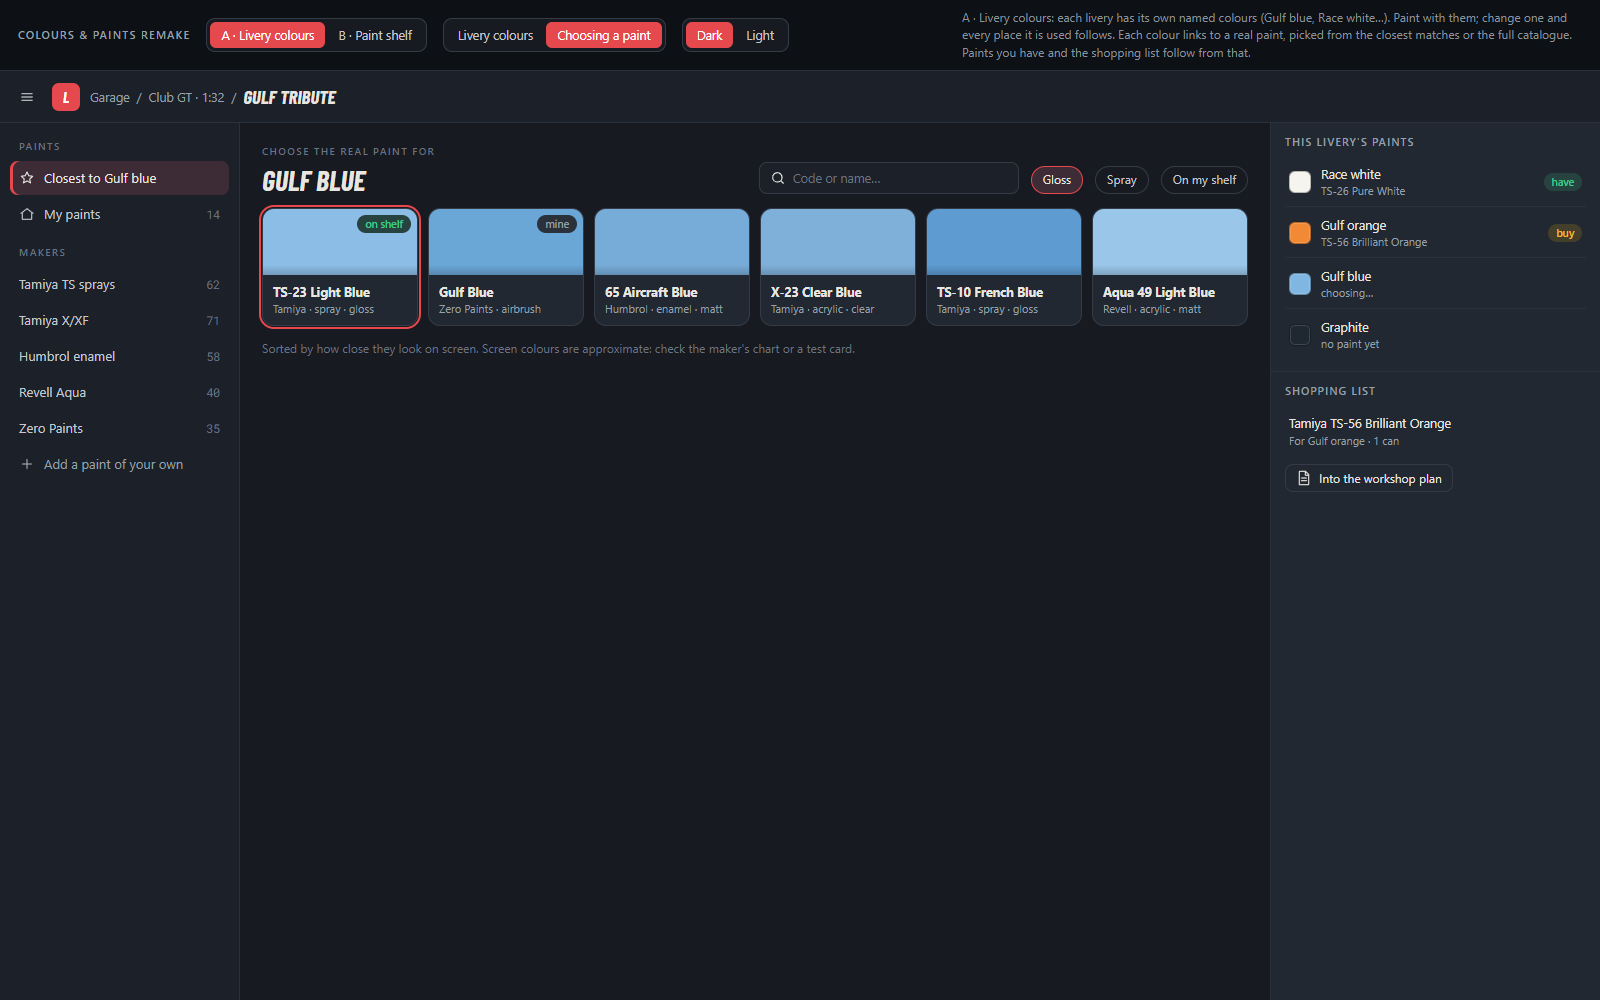 COLOURS & PAINTS REMAKE
A · Livery colours
B · Paint shelf
Livery colours
Choosing a paint
Dark
Light
A · Livery colours: each livery has its own named colours (Gulf blue, Race white...). Paint with them; change one and
every place it is used follows. Each colour links to a real paint, picked from the closest matches or the full catalogue.
Paints you have and the shopping list follow from that.
L
Garage / Club GT · 1:32 / GULF TRIBUTE
PAINTS
Closest to Gulf blue
My paints 14
MAKERS
Tamiya TS sprays 62
Tamiya X/XF 71
Humbrol enamel 58
Revell Aqua 40
Zero Paints 35
Add a paint of your own
CHOOSE THE REAL PAINT FOR
GULF BLUE
Code or name...
Gloss
Spray
On my shelf
on shelf
TS-23 Light Blue
Tamiya · spray · gloss
mine
Gulf Blue
Zero Paints · airbrush
65 Aircraft Blue
Humbrol · enamel · matt
X-23 Clear Blue
Tamiya · acrylic · clear
TS-10 French Blue
Tamiya · spray · gloss
Aqua 49 Light Blue
Revell · acrylic · matt
Sorted by how close they look on screen. Screen colours are approximate: check the maker's chart or a test card.
THIS LIVERY'S PAINTS
Race white
TS-26 Pure White
have
Gulf orange
TS-56 Brilliant Orange
buy
Gulf blue
choosing...
Graphite
no paint yet
SHOPPING LIST
Tamiya TS-56 Brilliant Orange
For Gulf orange · 1 can
Into the workshop plan